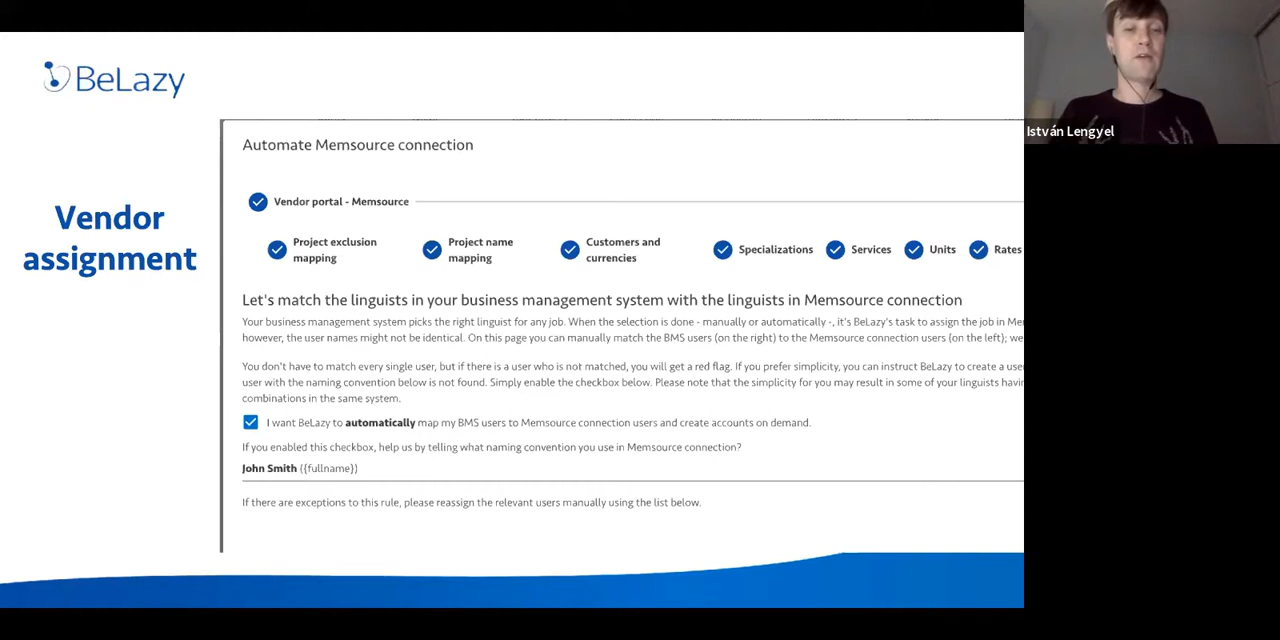 BeLazy
István Lengyel
Vendor
assignment
Automate Memsource connection
Vendor portal - Memsource
Project exclusion
mapping
Project name
mapping
Customers and
currencies
Specializations
Services
Units
Rates
Let's match the linguists in your business management system with the linguists in Memsource connection
Your business management system picks the right linguist for any job. When the selection is done - manually or automatically -, it's BeLazy's task to assign the job in Mem
however, the user names might not be identical. On this page you can manually match the BMS users (on the right) to the Memsource connection users (on the left); we
You don't have to match every single user, but if there is a user who is not matched, you will get a red flag. If you prefer simplicity, you can instruct BeLazy to create a use
user with the naming convention below is not found. Simply enable the checkbox below. Please note that the simplicity for you may result in some of your linguists havi
combinations in the same system.
I want BeLazy to automatically map my BMS users to Memsource connection users and create accounts on demand.
If you enabled this checkbox, help us by telling what naming convention you use in Memsource connection?
John Smith ({fullname})
If there are exceptions to this rule, please reassign the relevant users manually using the list below.